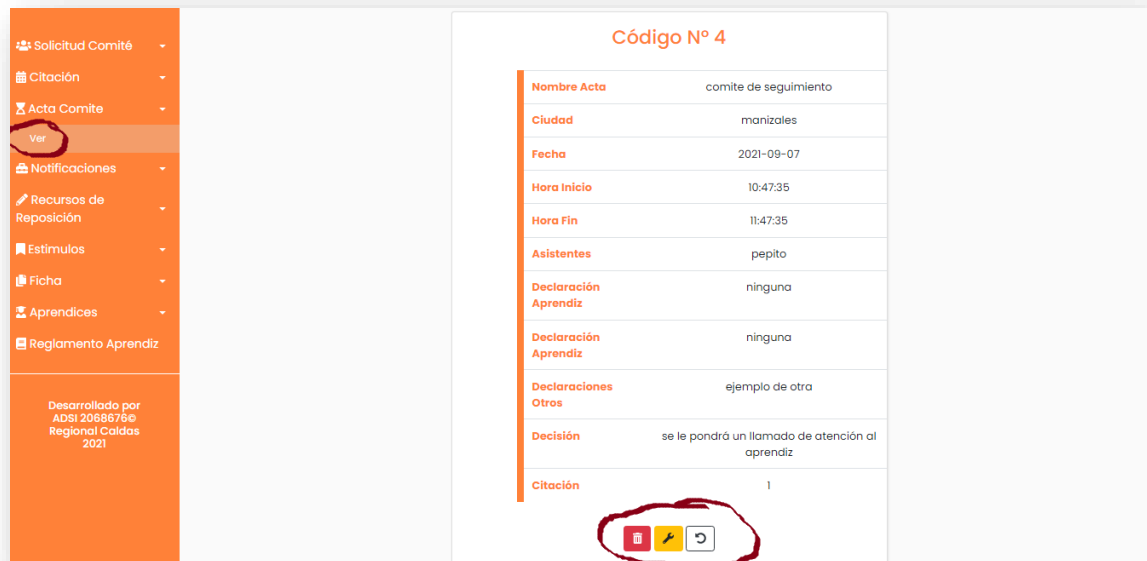 Solicitud Comité
Citación
Acta Comite
Ver
Notificaciones
Recursos de
Reposición
Estimulos
Ficha
Aprendices
Reglamento Aprendiz
Desarrollado por
ADSI 2068676©
Regional Caldas
2021
Código N° 4
Nombre Acta comite de seguimiento
Ciudad manizales
Fecha 2021-09-07
Hora Inicio 10:47:35
Hora Fin 11:47:35
Asistentes pepito
Declaración ninguna
Aprendiz
Declaración ninguna
Aprendiz
Declaraciones ejemplo de otra
Otros
Decisión se le pondrá un llamado de atención al
aprendiz
Citación 1